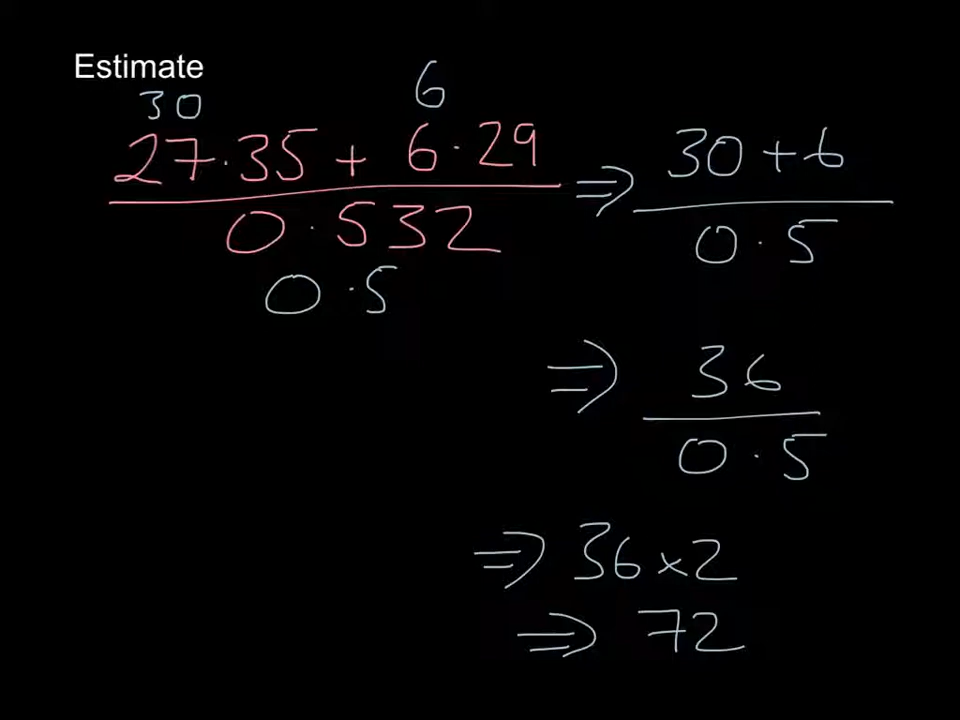 Estimate
30 6
27·35 + 6·29
0·532
0·5
⇒ 30 + 6
0·5
⇒ 36
0·5
⇒ 36 × 2
⇒ 72